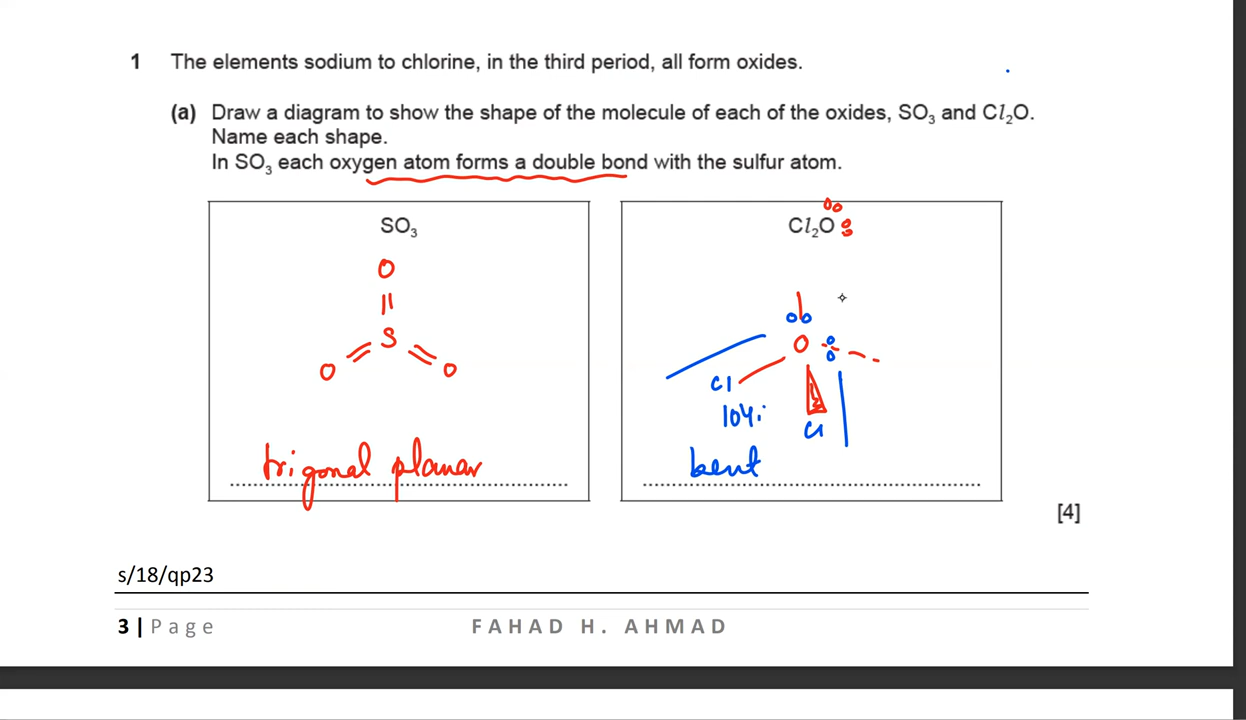 1 The elements sodium to chlorine, in the third period, all form oxides.
(a) Draw a diagram to show the shape of the molecule of each of the oxides, SO₃ and Cl₂O.
Name each shape.
In SO₃ each oxygen atom forms a double bond with the sulfur atom.
SO₃
O
S
O O
trigonal planar
Cl₂O
O
Cl
104
Cl
bent
[4]
s/18/qp23
3 | Page FAHAD H. AHMAD